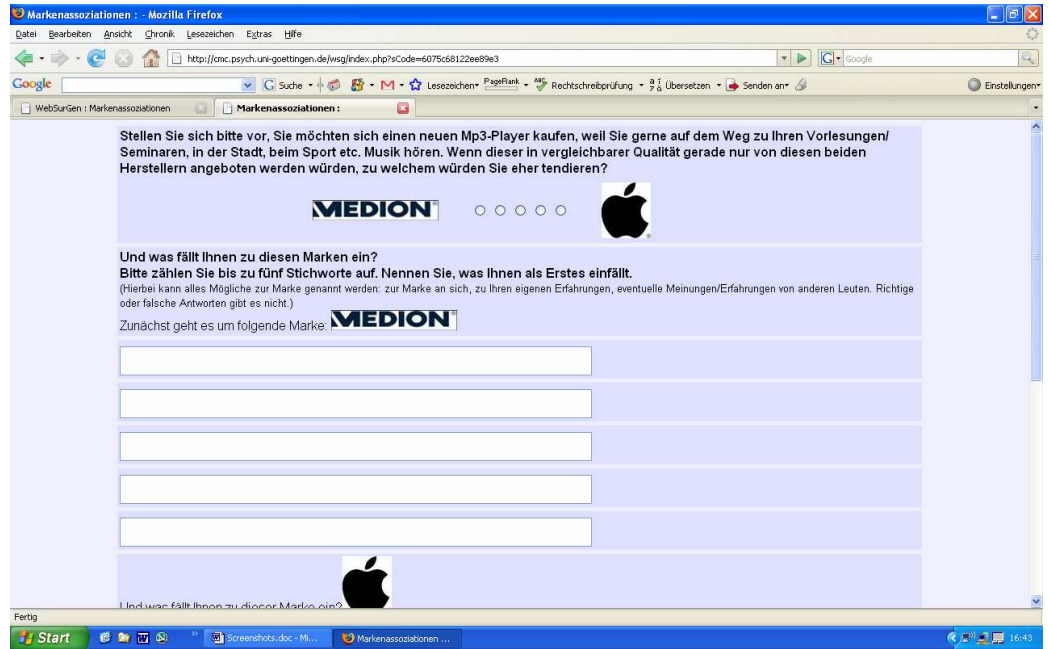 Markenassoziationen : - Mozilla Firefox
Datei Bearbeiten Ansicht Chronik Lesezeichen Extras Hilfe
http://cmc.psych.uni-goettingen.de/wsg/index.php?sCode=6075c68122ee89e3 G Google
Google G Suche Lesezeichen PageRank ABC Rechtschreibprüfung Übersetzen Senden an Einstellungen
WebSurGen : Markenassoziationen Markenassoziationen :
Stellen Sie sich bitte vor, Sie möchten sich einen neuen Mp3-Player kaufen, weil Sie gerne auf dem Weg zu Ihren Vorlesungen/
Seminaren, in der Stadt, beim Sport etc. Musik hören. Wenn dieser in vergleichbarer Qualität gerade nur von diesen beiden
Herstellern angeboten werden würden, zu welchem würden Sie eher tendieren?
MEDION
Und was fällt Ihnen zu diesen Marken ein?
Bitte zählen Sie bis zu fünf Stichworte auf. Nennen Sie, was Ihnen als Erstes einfällt.
(Hierbei kann alles Mögliche zur Marke genannt werden: zur Marke an sich, zu Ihren eigenen Erfahrungen, eventuelle Meinungen/Erfahrungen von anderen Leuten. Richtige
oder falsche Antworten gibt es nicht.)
Zunächst geht es um folgende Marke: MEDION
Und was fällt Ihnen zu dieser Marke ein?
Fertig
Start Screenshots.doc - Mi... Markenassoziationen ... 16:43